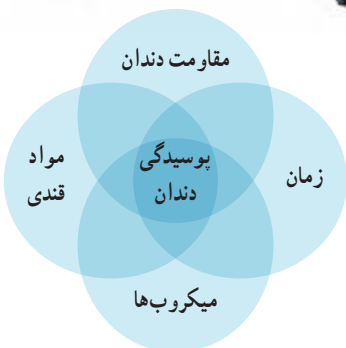 مقاومت دندان
مواد
قندی
پوسیدگی
دندان
زمان
میکروب‌ها